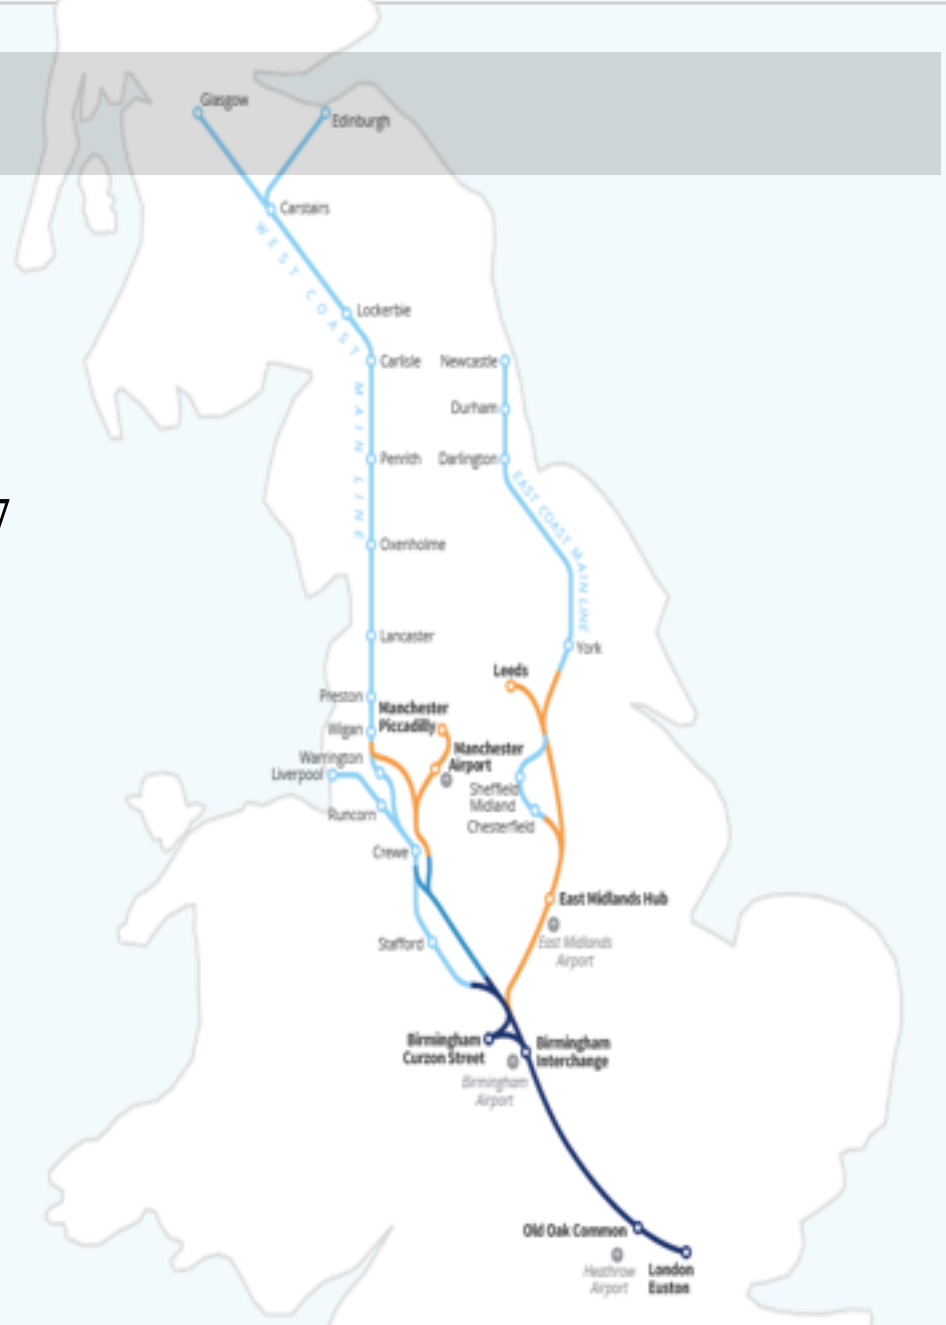 Glasgow
Edinburgh
Carstairs
WEST COAST MAIN LINE
Lockerbie
Carlisle
Newcastle
Durham
Penrith
Darlington
EAST COAST MAIN LINE
7
Oxenholme
Lancaster
York
Leeds
Preston
Manchester
Piccadilly
Wigan
Manchester
Airport
Warrington
Liverpool
Sheffield
Midland
Runcorn
Chesterfield
Crewe
East Midlands Hub
East Midlands
Airport
Stafford
Birmingham
Curzon Street
Birmingham
Interchange
Birmingham
Airport
Old Oak Common
Heathrow
Airport
London
Euston